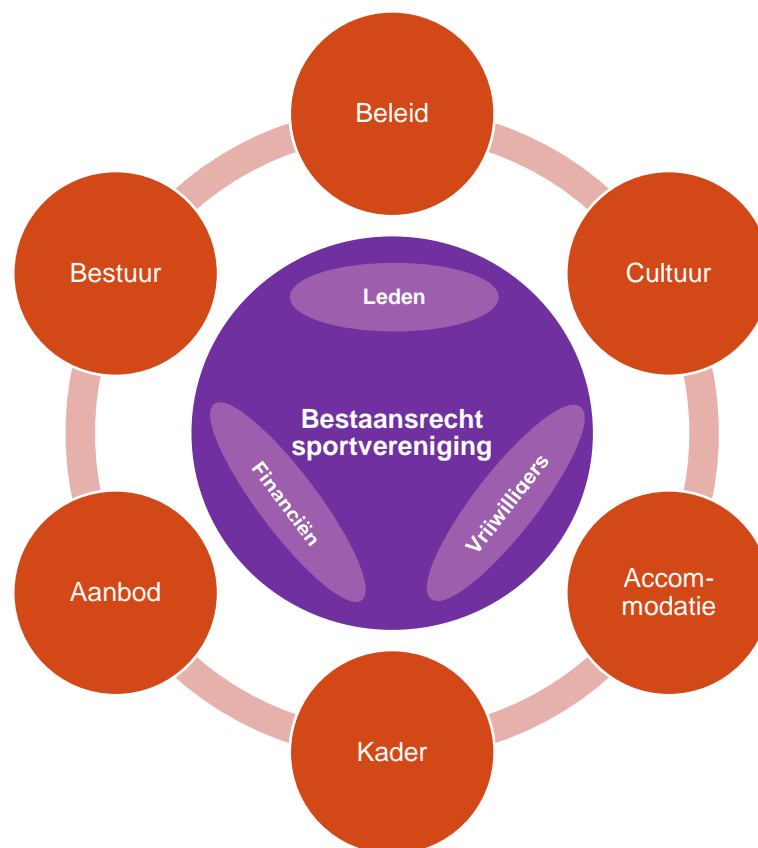 Beleid
Bestuur
Cultuur
Leden
Bestaansrecht
sportvereniging
Financiën
Vrijwilligers
Aanbod
Accom-
modatie
Kader